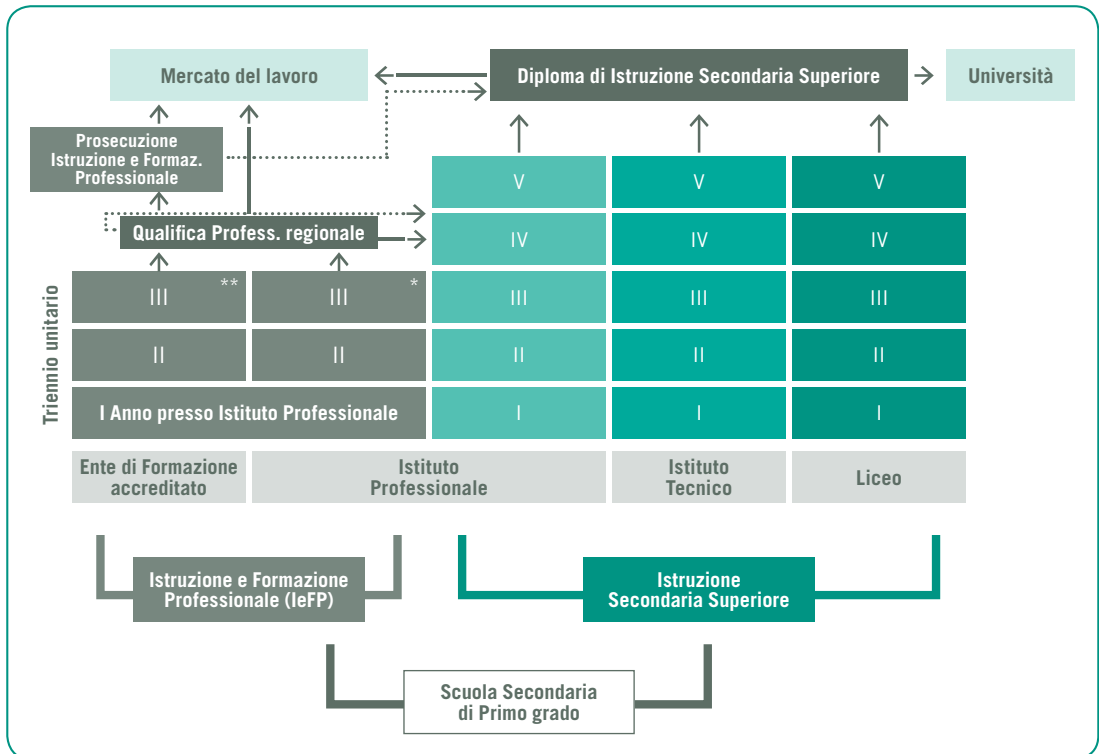 Mercato del lavoro
Diploma di Istruzione Secondaria Superiore
Università
Prosecuzione
Istruzione e Formaz.
Professionale
Qualifica Profess. regionale
V
V
V
IV
IV
IV
Triennio unitario
III **
III *
III
III
III
II
II
II
II
II
I Anno presso Istituto Professionale
I
I
I
Ente di Formazione
accreditato
Istituto
Professionale
Istituto
Tecnico
Liceo
Istruzione e Formazione
Professionale (IeFP)
Istruzione
Secondaria Superiore
Scuola Secondaria
di Primo grado